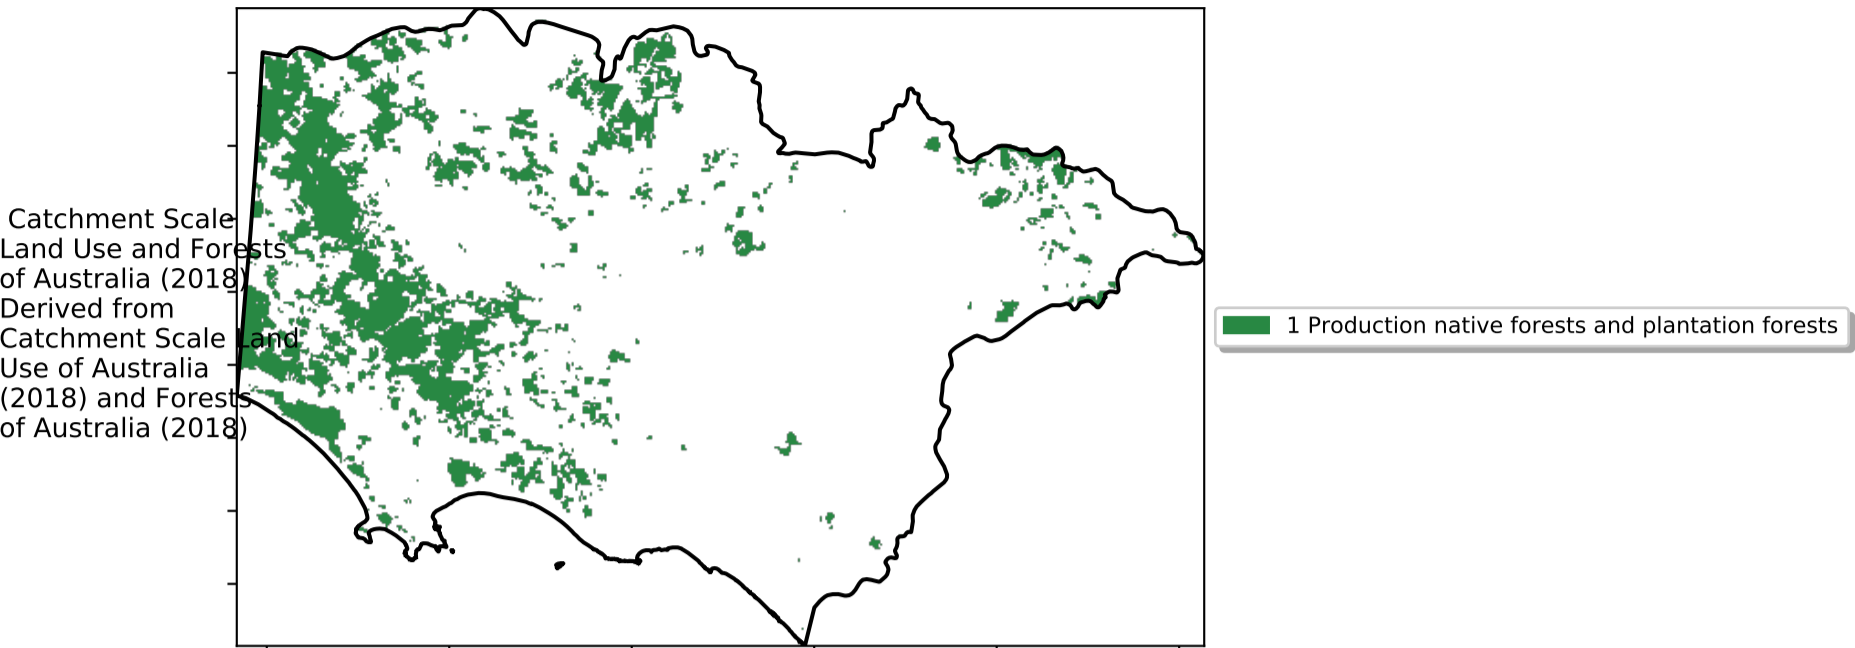 Catchment Scale
Land Use and Forests
of Australia (2018)
Derived from
Catchment Scale Land
Use of Australia
(2018) and Forests
of Australia (2018)
1 Production native forests and plantation forests